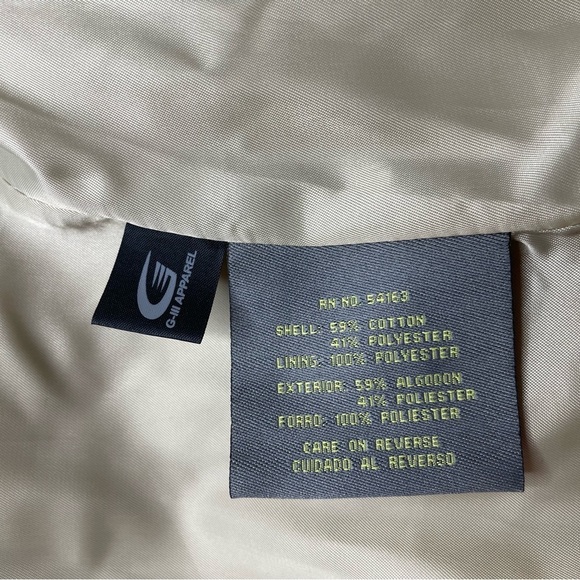 G-III APPAREL
RN NO 54163
SHELL: 59% COTTON
41% POLYESTER
LINING: 100% POLYESTER
EXTERIOR: 59% ALGODON
41% POLIESTER
FORRO: 100% POLIESTER
CARE ON REVERSE
CUIDADO AL REVERSO